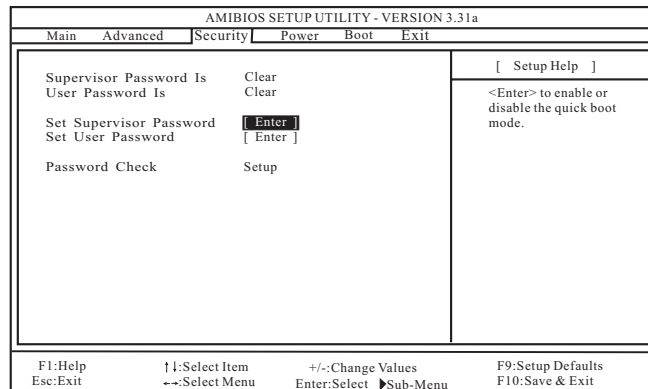 AMIBIOS SETUP UTILITY - VERSION 3.31a
Main Advanced Security Power Boot Exit
Supervisor Password Is Clear
User Password Is Clear
Set Supervisor Password [ Enter ]
Set User Password [ Enter ]
Password Check Setup
[ Setup Help ]
<Enter> to enable or
disable the quick boot
mode.
F1:Help ↑↓:Select Item +/-:Change Values F9:Setup Defaults
Esc:Exit ←→:Select Menu Enter:Select ▶Sub-Menu F10:Save & Exit